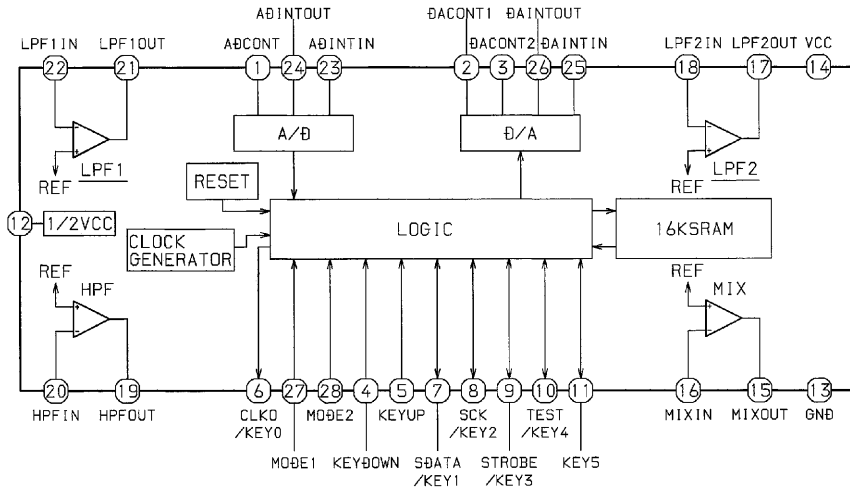 ADINTOUT DACONT1 DAINTOUT
LPF1IN LPF1OUT ADCONT ADINTIN DACONT2 DAINTIN LPF2IN LPF2OUT VCC
22 21 1 24 23 2 3 26 25 18 17 14
A/D D/A
REF LPF1 REF LPF2
RESET
12 1/2VCC LOGIC 16KSRAM
CLOCK
GENERATOR
REF HPF REF MIX
20 19 6 27 28 4 5 7 8 9 10 11 16 15 13
HPFIN HPFOUT CLKO MODE2 KEYUP SCK TEST MIXIN MIXOUT GND
/KEY0 /KEY2 /KEY4
MODE1 KEYDOWN SDATA STROBE KEY5
/KEY1 /KEY3